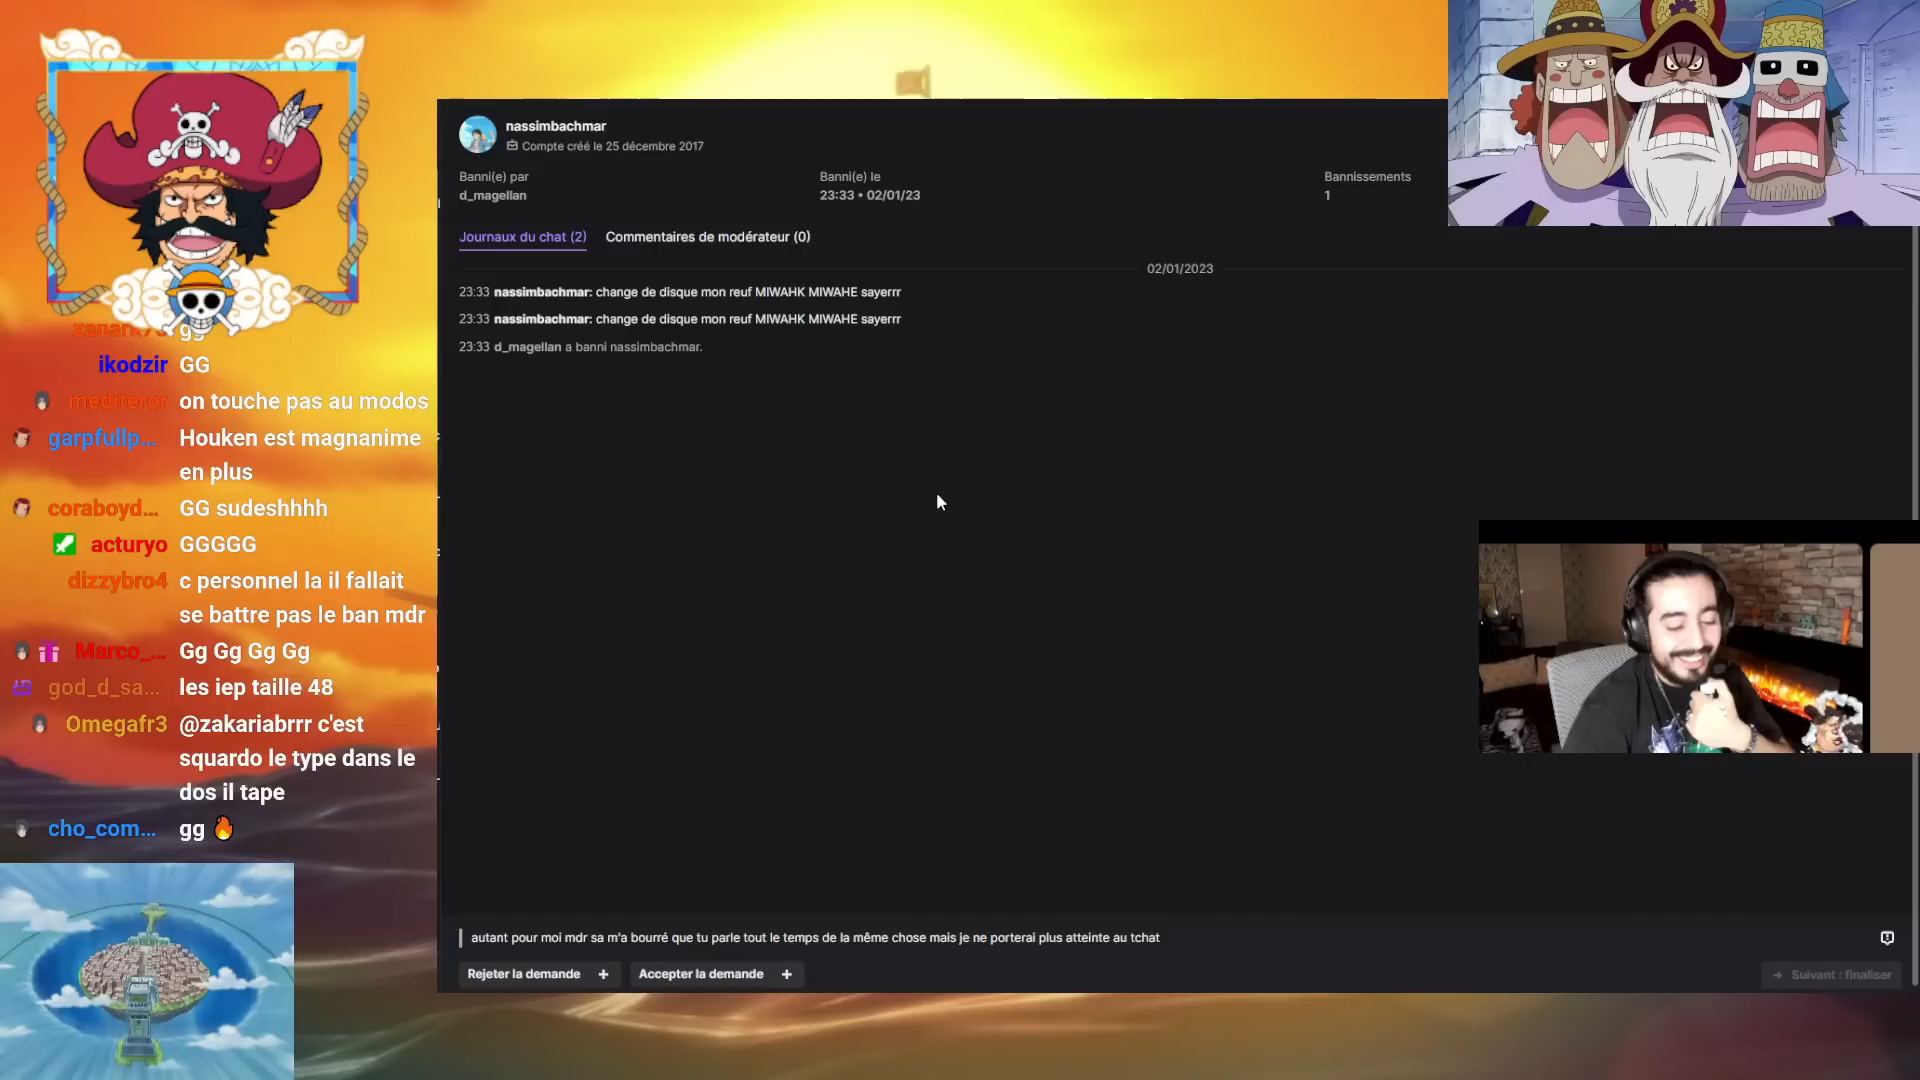 nassimbachmar
Compte créé le 25 décembre 2017
Banni(e) par
d_magellan
Banni(e) le
23:33 • 02/01/23
Bannissements
1
Journaux du chat (2)
Commentaires de modérateur (0)
02/01/2023
23:33 nassimbachmar: change de disque mon reuf MIWAHK MIWAHE sayerrr
23:33 nassimbachmar: change de disque mon reuf MIWAHK MIWAHE sayerrr
23:33 d_magellan a banni nassimbachmar.
autant pour moi mdr sa m'a bourré que tu parle tout le temps de la même chose mais je ne porterai plus atteinte au tchat
Rejeter la demande +
Accepter la demande +
Suivant : finaliser
gg
ikodzir GG
mediteror on touche pas au modos
garpfullp... Houken est magnanime
en plus
coraboyd... GG sudeshhhh
acturyo GGGGG
dizzybro4 c personnel la il fallait
se battre pas le ban mdr
Marco_... Gg Gg Gg Gg
god_d_sa... les iep taille 48
Omegafr3 @zakariabrrr c'est
squardo le type dans le
dos il tape
cho_com... gg 🔥